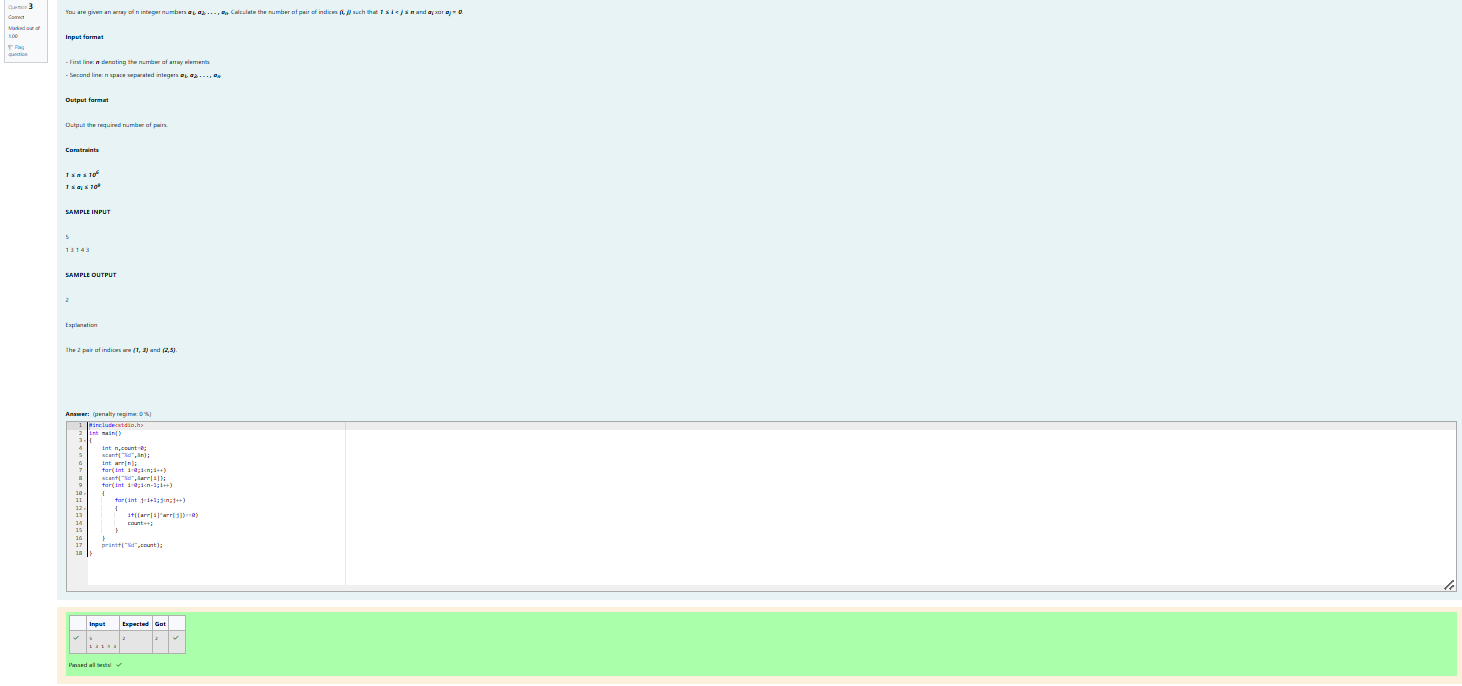 Question 3
Correct
Marked out of
1.00
Flag
question
You are given an array of n integer numbers a₁, a₂, . . . , aₙ. Calculate the number of pair of indices (i, j) such that 1 ≤ i < j ≤ n and aᵢ xor aⱼ = 0.
Input format
- First line: n denoting the number of array elements
- Second line: n space separated integers a₁, a₂, . . . , aₙ.
Output format
Output the required number of pairs.
Constraints
1 ≤ n ≤ 10⁶
1 ≤ aᵢ ≤ 10⁹
SAMPLE INPUT
5
1 3 1 4 3
SAMPLE OUTPUT
2
Explanation
The 2 pair of indices are (1, 3) and (2,5).
Answer: (penalty regime: 0 %)
1 #include<stdio.h>
2 int main()
3 {
4 int n,count=0;
5 scanf("%d",&n);
6 int arr[n];
7 for(int i=0;i<n;i++)
8 scanf("%d",&arr[i]);
9 for(int i=0;i<n-1;i++)
10 {
11 for(int j=i+1;j<n;j++)
12 {
13 if((arr[i]^arr[j])==0)
14 count++;
15 }
16 }
17 printf("%d",count);
18 }
Input Expected Got
5 2 2
1 3 1 4 3
Passed all tests!